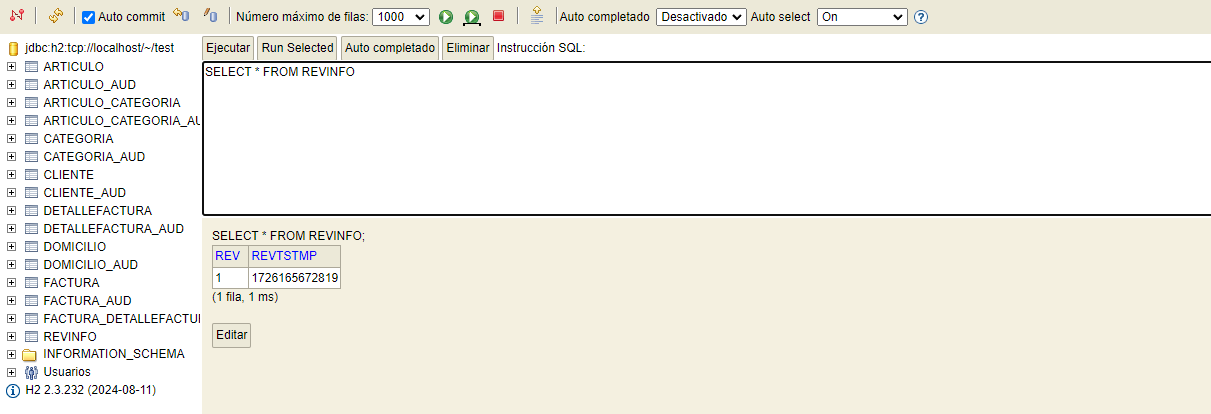 Auto commit Número máximo de filas: 1000 Auto completado Desactivado Auto select On
jdbc:h2:tcp://localhost/~/test
ARTICULO
ARTICULO_AUD
ARTICULO_CATEGORIA
ARTICULO_CATEGORIA_AU
CATEGORIA
CATEGORIA_AUD
CLIENTE
CLIENTE_AUD
DETALLEFACTURA
DETALLEFACTURA_AUD
DOMICILIO
DOMICILIO_AUD
FACTURA
FACTURA_AUD
FACTURA_DETALLEFACTU
REVINFO
INFORMATION_SCHEMA
Usuarios
H2 2.3.232 (2024-08-11)
Ejecutar Run Selected Auto completado Eliminar Instrucción SQL:
SELECT * FROM REVINFO
SELECT * FROM REVINFO;
REV REVTSTMP
1 1726165672819
(1 fila, 1 ms)
Editar